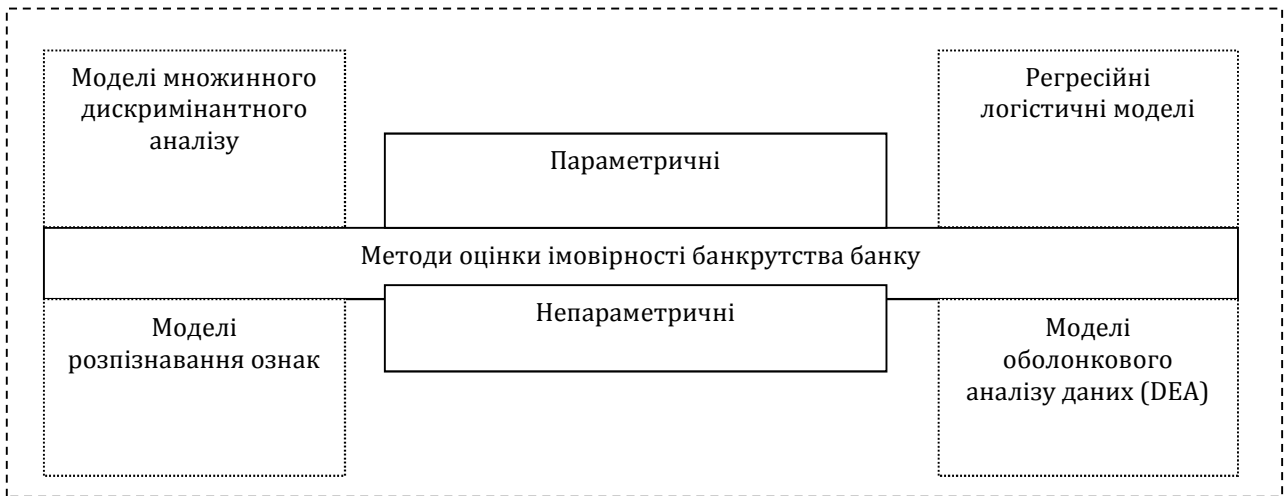 Моделі множинного
дискримінантного
аналізу
Параметричні
Регресійні
логістичні моделі
Методи оцінки імовірності банкрутства банку
Моделі
розпізнавання ознак
Непараметричні
Моделі
оболонкового
аналізу даних (DEA)